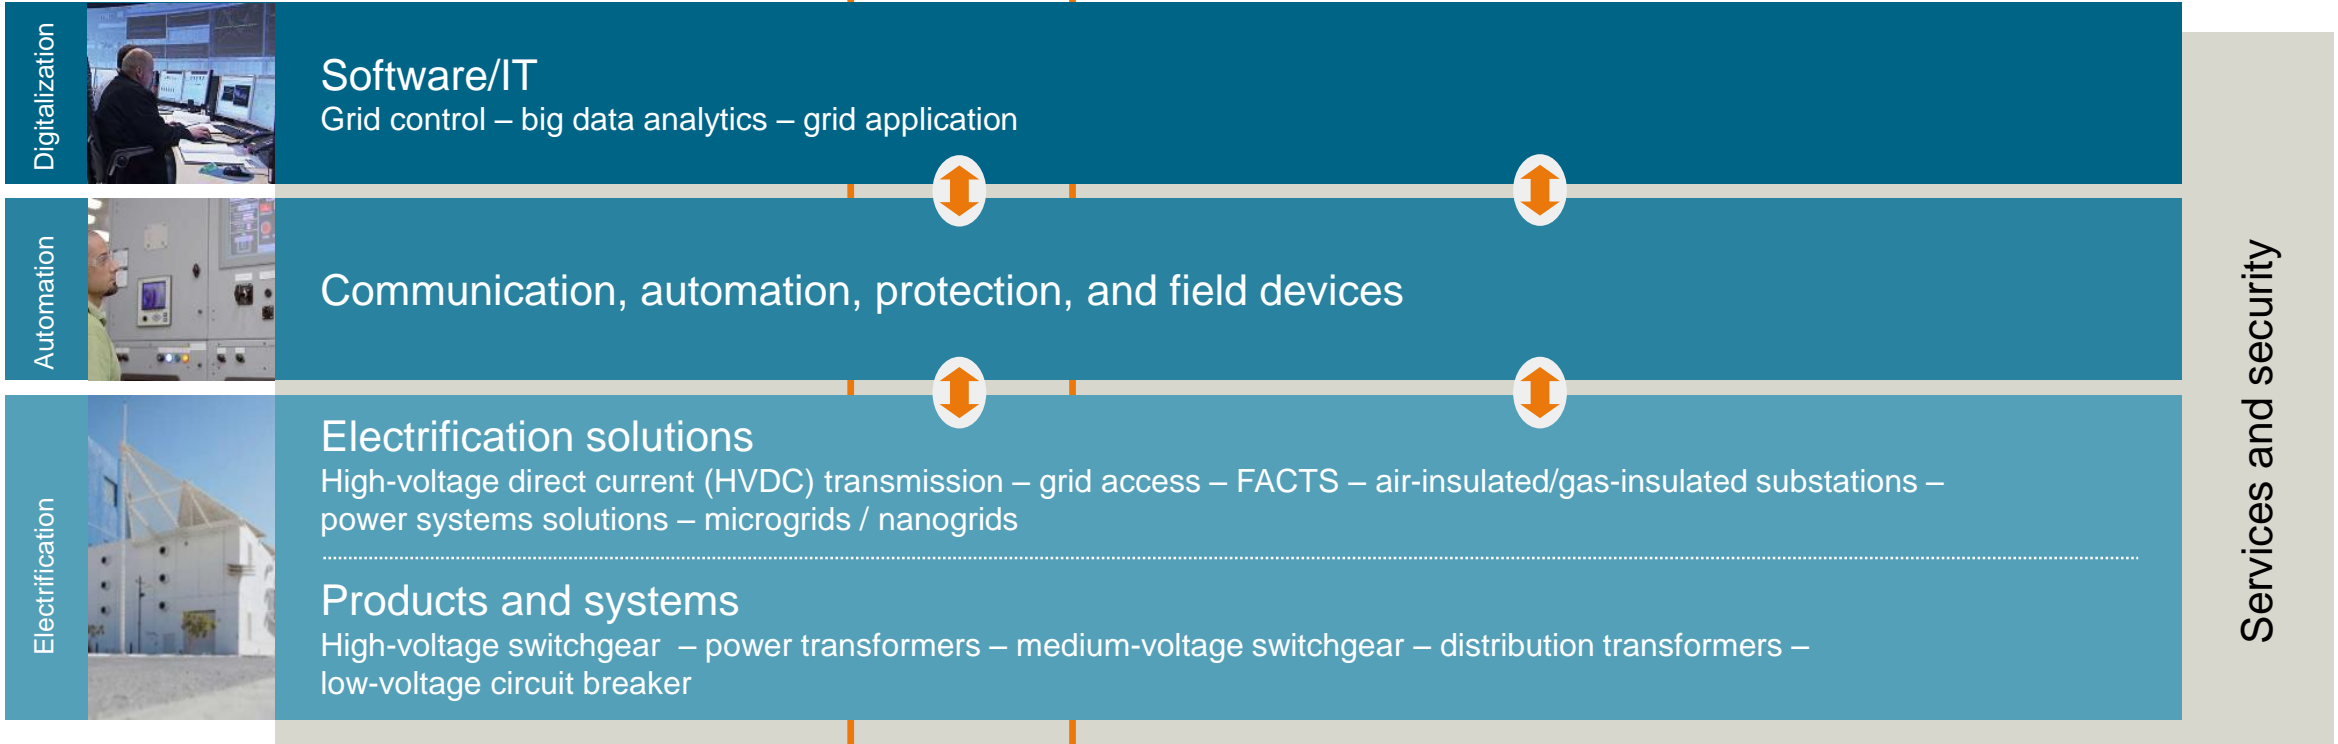 Digitalization
Software/IT
Grid control – big data analytics – grid application
Automation
Communication, automation, protection, and field devices
Electrification
Electrification solutions
High-voltage direct current (HVDC) transmission – grid access – FACTS – air-insulated/gas-insulated substations –
power systems solutions – microgrids / nanogrids
Products and systems
High-voltage switchgear – power transformers – medium-voltage switchgear – distribution transformers –
low-voltage circuit breaker
Services and security